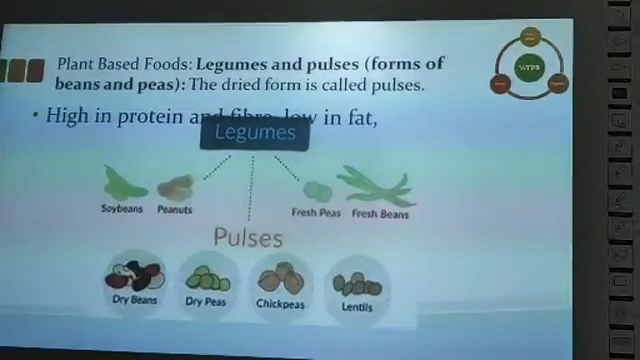 Plant Based Foods: Legumes and pulses (forms of
beans and peas): The dried form is called pulses.
WFPB
• High in protein and fibre, low in fat,
Legumes
Soybeans Peanuts Fresh Peas Fresh Beans
Pulses
Dry Beans Dry Peas Chickpeas Lentils